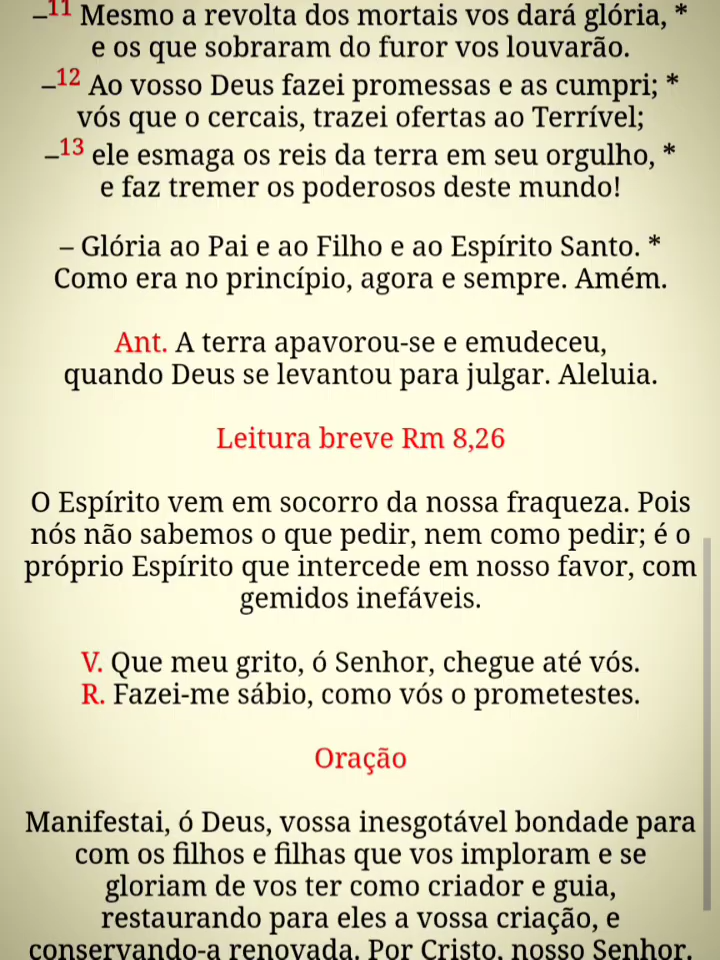 –11 Mesmo a revolta dos mortais vos dará glória, *
e os que sobraram do furor vos louvarão.
–12 Ao vosso Deus fazei promessas e as cumpri; *
vós que o cercais, trazei ofertas ao Terrível;
–13 ele esmaga os reis da terra em seu orgulho, *
e faz tremer os poderosos deste mundo!
– Glória ao Pai e ao Filho e ao Espírito Santo. *
Como era no princípio, agora e sempre. Amém.
Ant. A terra apavorou-se e emudeceu,
quando Deus se levantou para julgar. Aleluia.
Leitura breve Rm 8,26
O Espírito vem em socorro da nossa fraqueza. Pois
nós não sabemos o que pedir, nem como pedir; é o
próprio Espírito que intercede em nosso favor, com
gemidos inefáveis.
V. Que meu grito, ó Senhor, chegue até vós.
R. Fazei-me sábio, como vós o prometestes.
Oração
Manifestai, ó Deus, vossa inesgotável bondade para
com os filhos e filhas que vos imploram e se
gloriam de vos ter como criador e guia,
restaurando para eles a vossa criação, e
conservando-a renovada. Por Cristo, nosso Senhor.